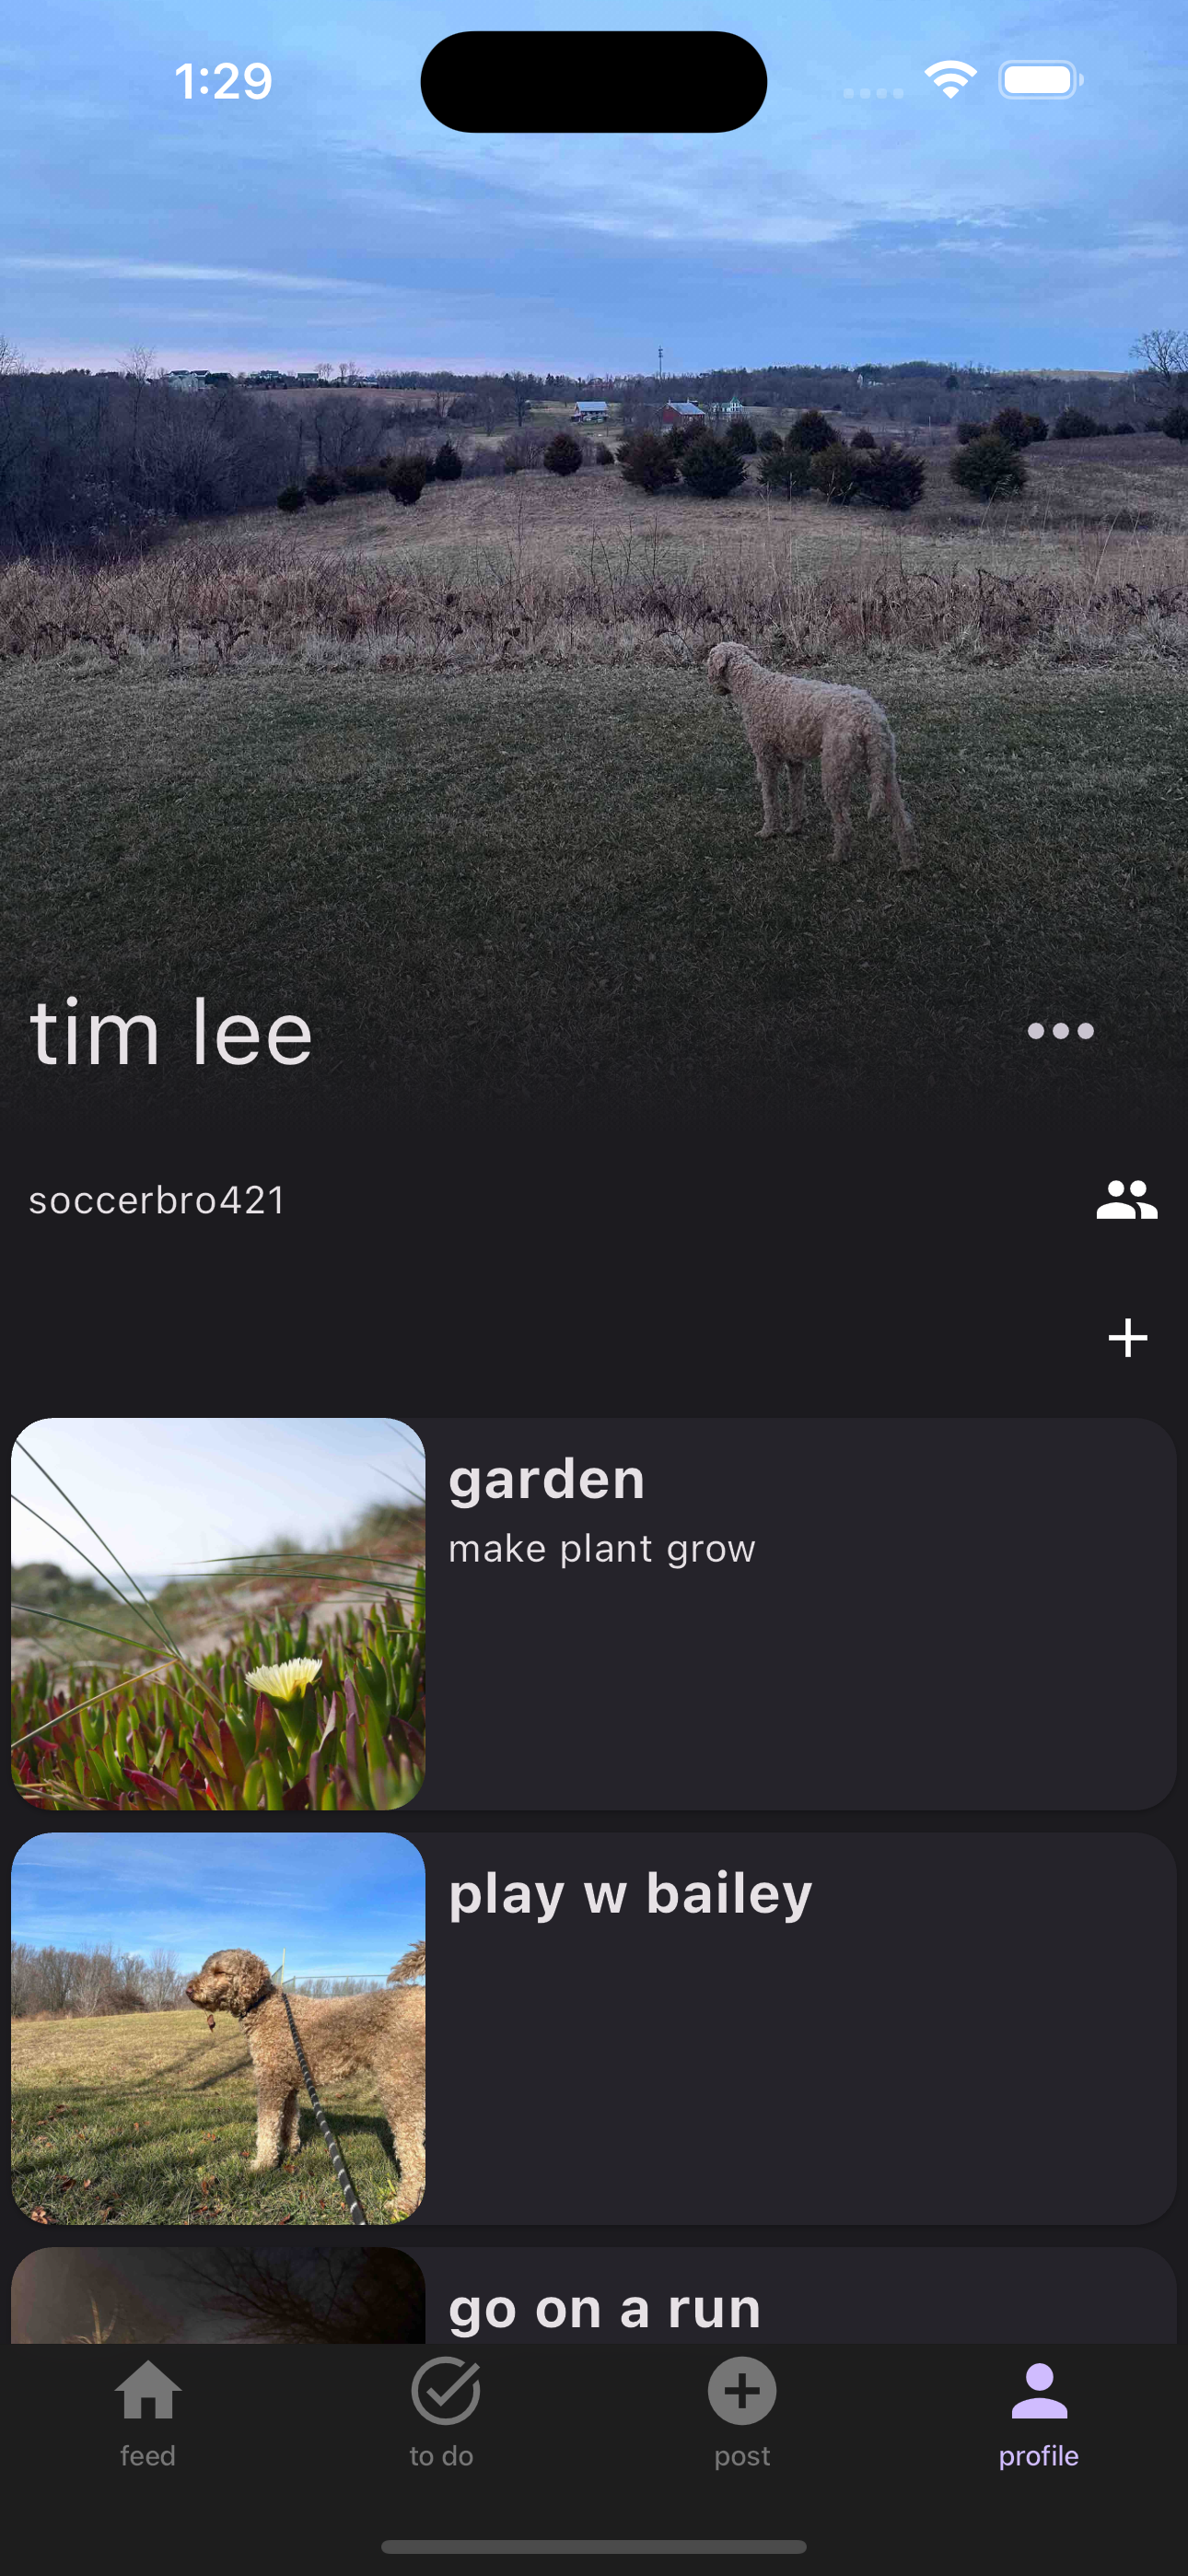 1:29
tim lee
soccerbro421
garden
make plant grow
play w bailey
go on a run
feed
to do
post
profile